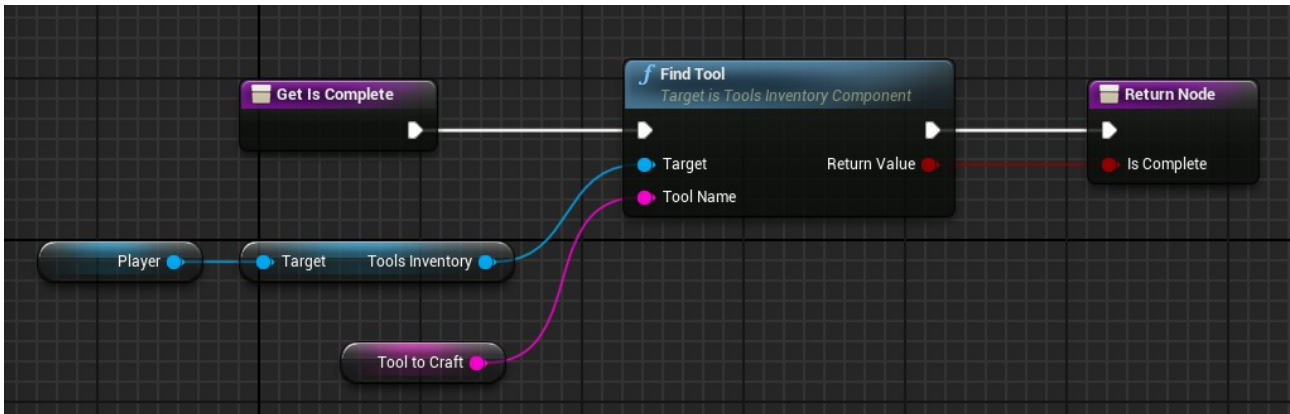 Get Is Complete
f Find Tool
Target is Tools Inventory Component
Target
Return Value
Tool Name
Return Node
Is Complete
Player
Target
Tools Inventory
Tool to Craft